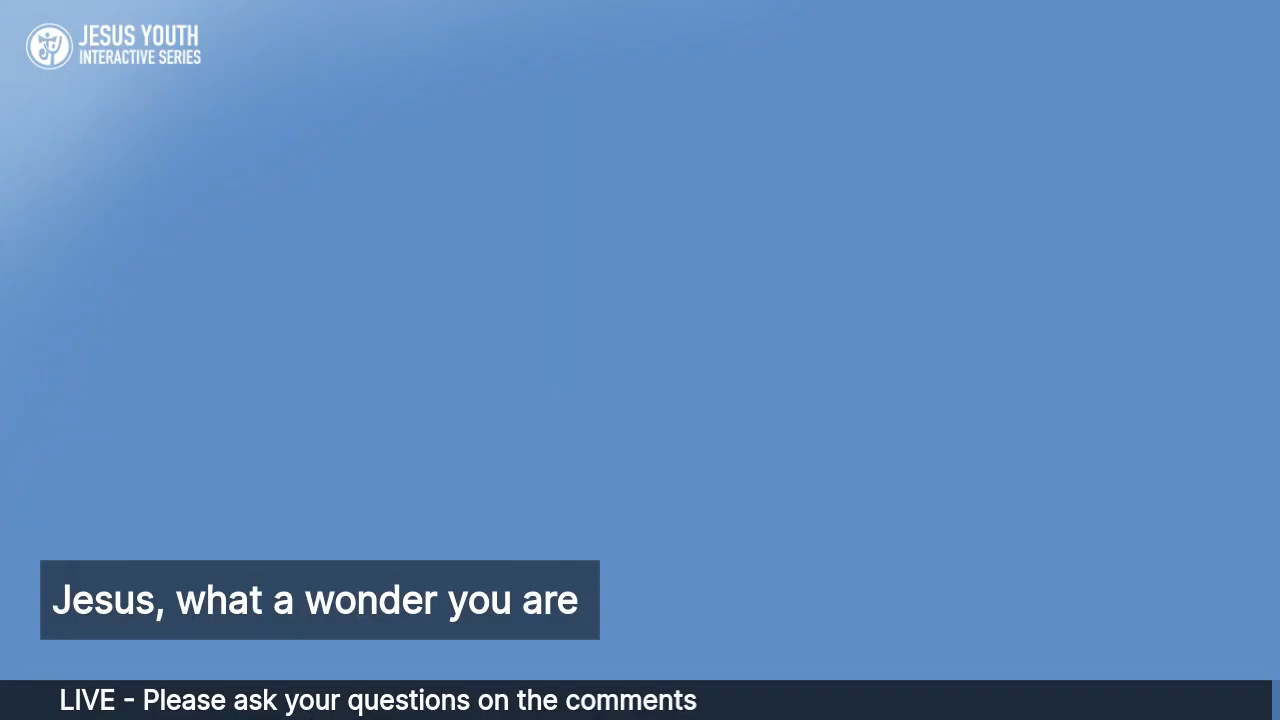 JESUS YOUTH
INTERACTIVE SERIES
Jesus, what a wonder you are
LIVE - Please ask your questions on the comments